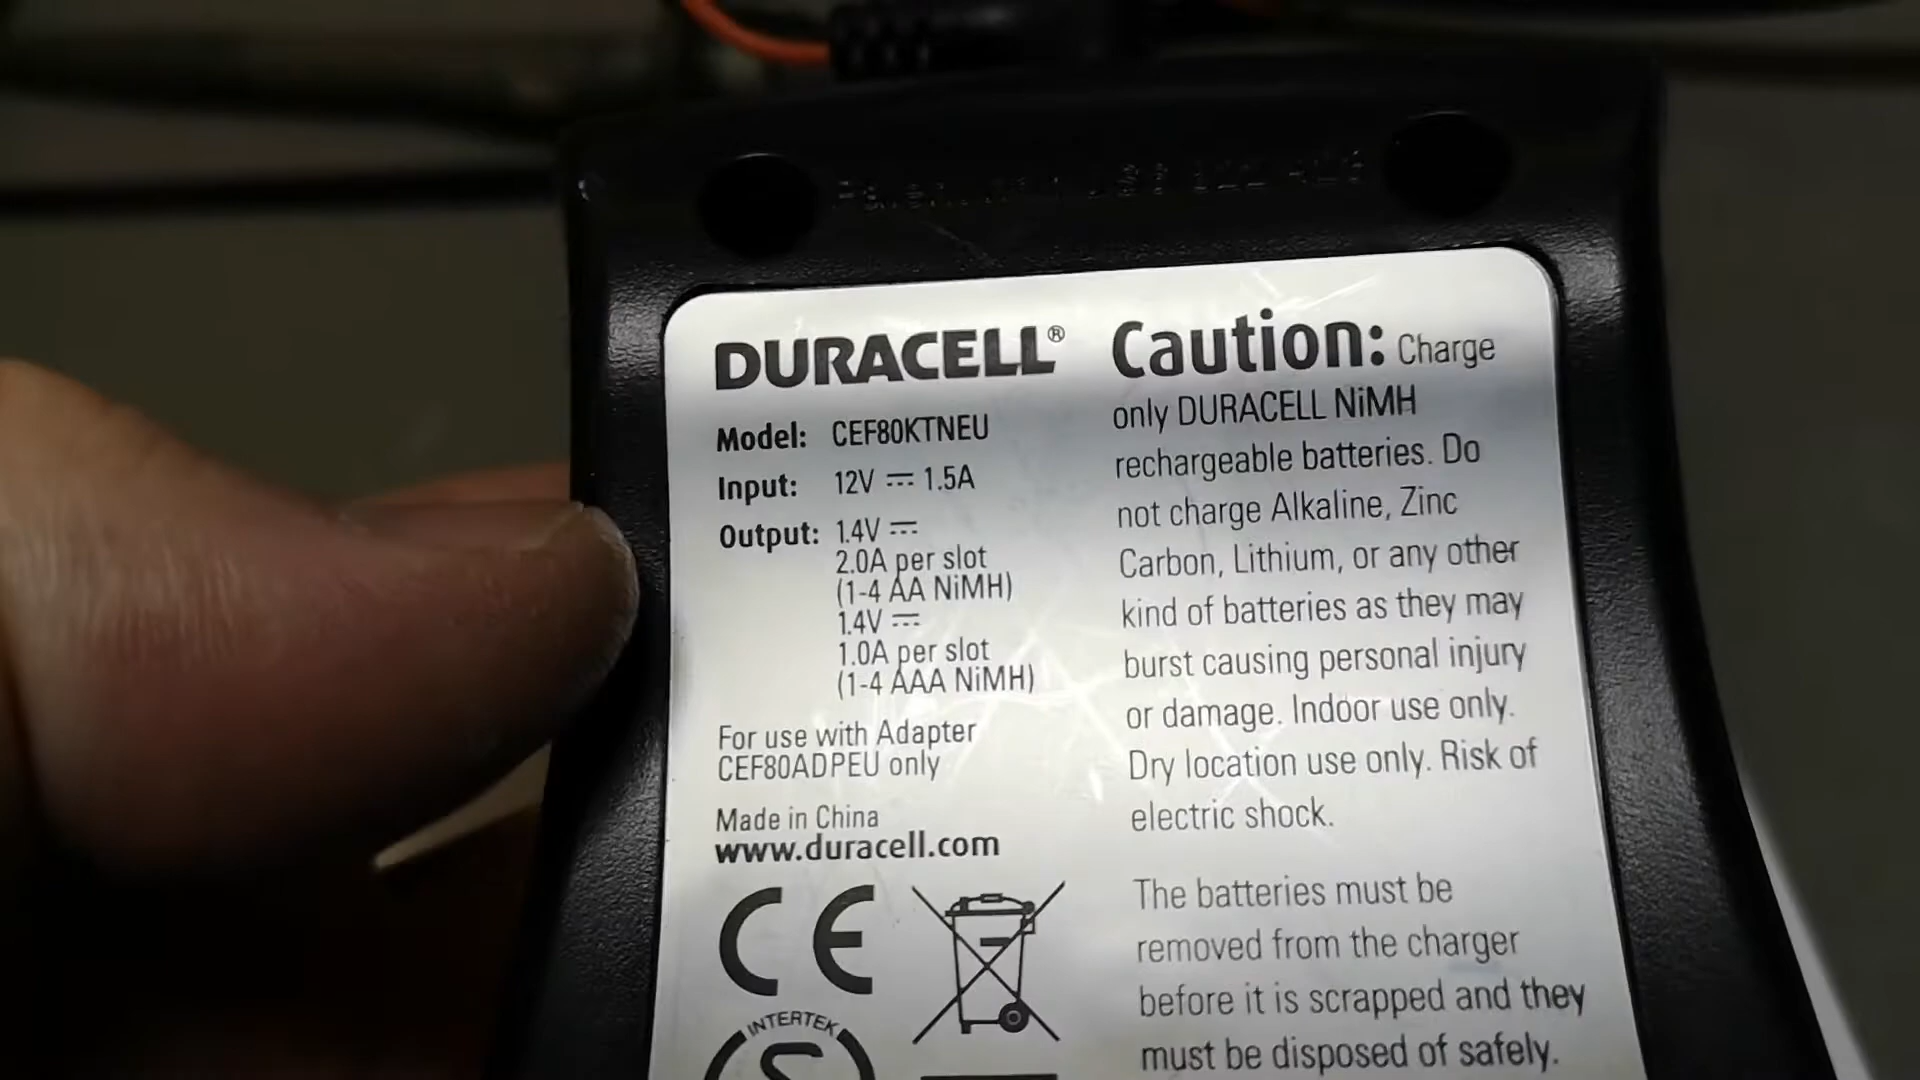 DURACELL®
Model: CEF80KTNEU
Input: 12V ⎓ 1.5A
Output: 1.4V ⎓
2.0A per slot
(1-4 AA NiMH)
1.4V ⎓
1.0A per slot
(1-4 AAA NiMH)
For use with Adapter
CEF80ADPEU only
Made in China
www.duracell.com
CE
INTERTEK
S
Caution: Charge
only DURACELL NiMH
rechargeable batteries. Do
not charge Alkaline, Zinc
Carbon, Lithium, or any other
kind of batteries as they may
burst causing personal injury
or damage. Indoor use only.
Dry location use only. Risk of
electric shock.
The batteries must be
removed from the charger
before it is scrapped and they
must be disposed of safely.